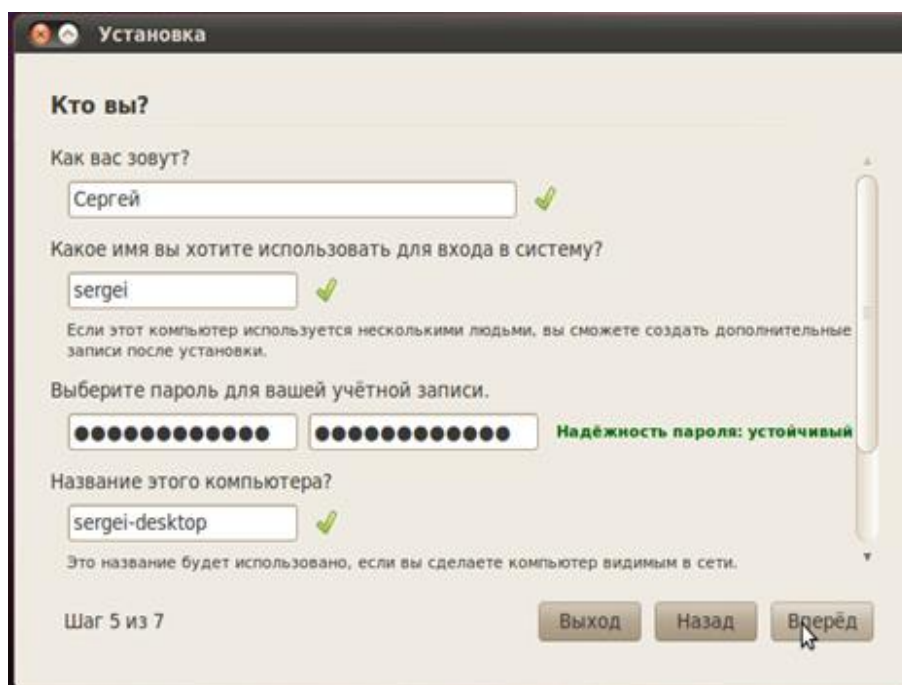 Установка
Кто вы?
Как вас зовут?
Сергей
Какое имя вы хотите использовать для входа в систему?
sergei
Если этот компьютер используется несколькими людьми, вы сможете создать дополнительные
записи после установки.
Выберите пароль для вашей учётной записи.
●●●●●●●●●●●● ●●●●●●●●●●●● Надёжность пароля: устойчивый
Название этого компьютера?
sergei-desktop
Это название будет использовано, если вы сделаете компьютер видимым в сети.
Шаг 5 из 7 Выход Назад Вперёд